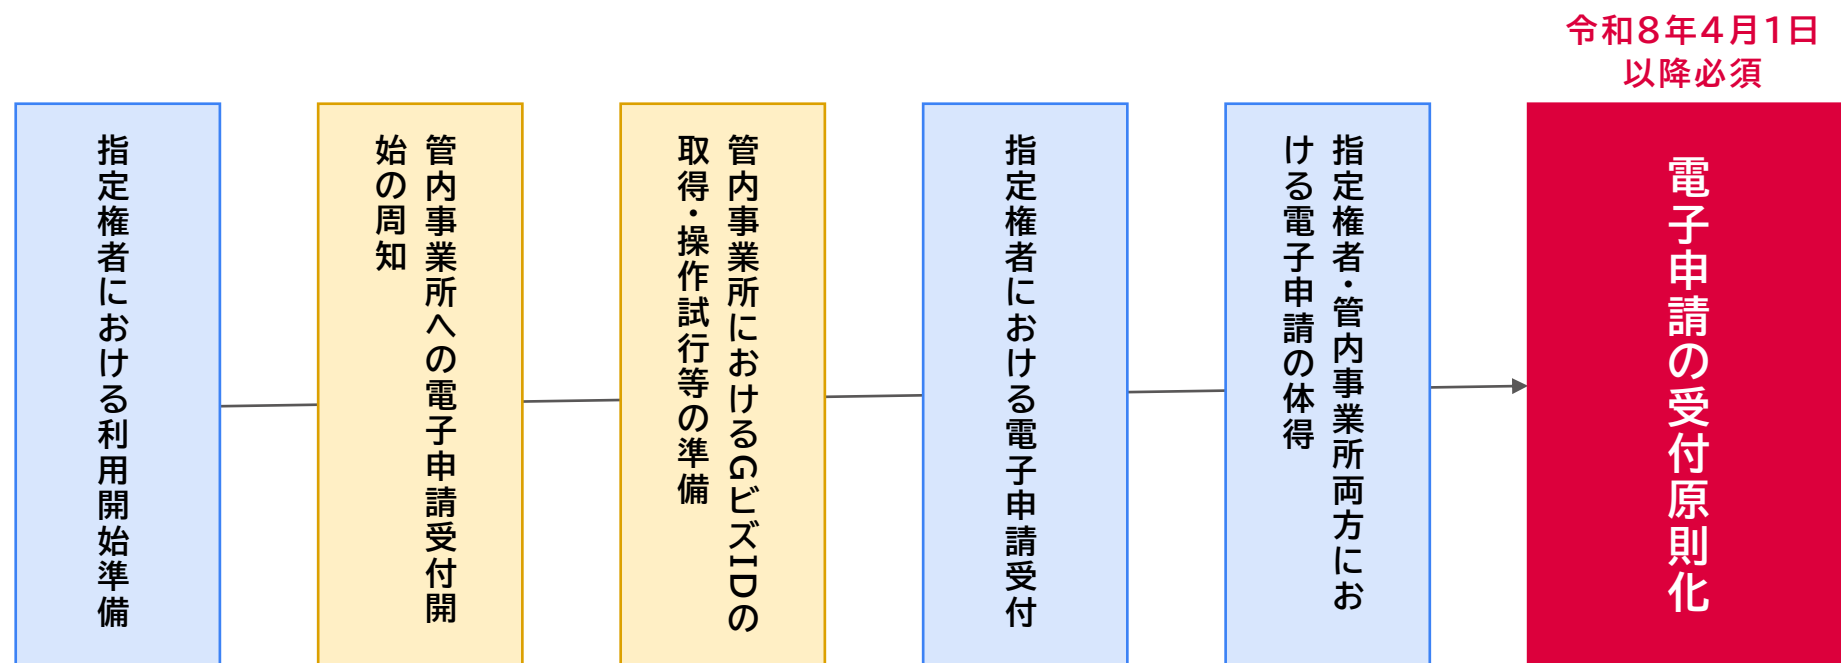 指定権者における利用開始準備
管内事業所への電子申請受付開
始の周知
管内事業所におけるGビズIDの
取得・操作試行等の準備
指定権者における電子申請受付
指定権者・管内事業所両方にお
ける電子申請の体得
令和8年4月1日
以降必須
電子申請の受付原則化